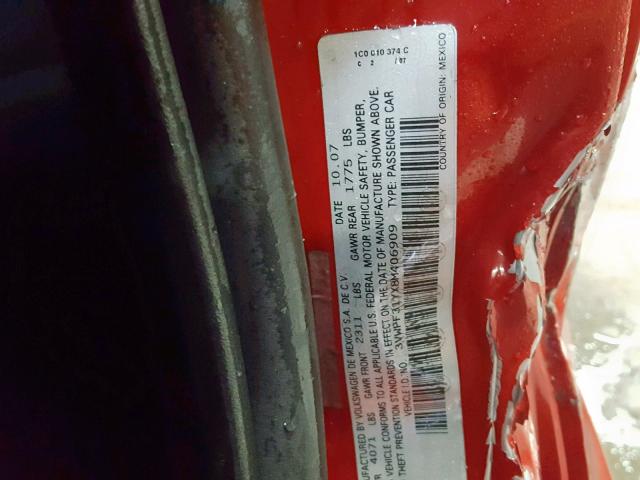 UFACTURED BY VOLKSWAGEN DE MEXICO S.A. DE C.V. DATE 10.07
4071 LBS GAWR FRONT 2311 LBS GAWR REAR 1775 LBS
VEHICLE CONFORMS TO ALL APPLICABLE U.S. FEDERAL MOTOR VEHICLE SAFETY, BUMPER,
THEFT PREVENTION STANDARDS IN EFFECT ON THE DATE OF MANUFACTURE SHOWN ABOVE.
VEHICLE I.D. NO. 3VWPF31YX8M406909 TYPE: PASSENGER CAR
1C0 010 374 C
C 2 /07
COUNTRY OF ORIGIN: MEXICO